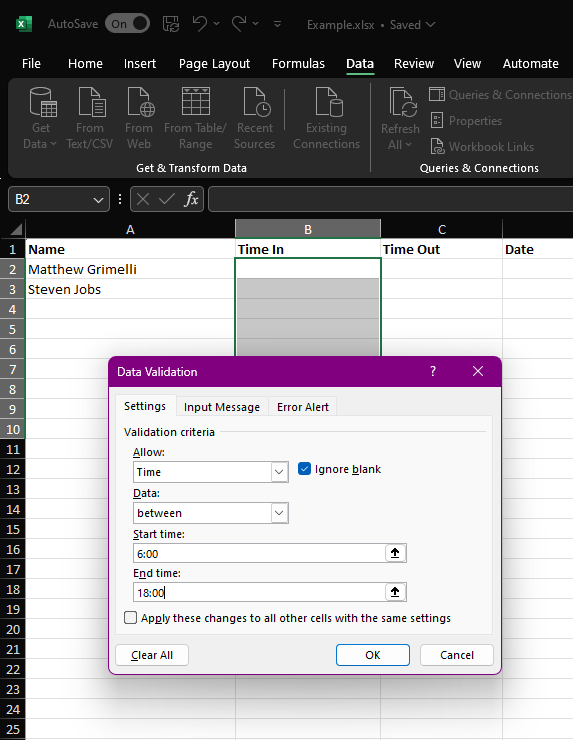 AutoSave On Example.xlsx • Saved
File Home Insert Page Layout Formulas Data Review View Automate
Get Data From Text/CSV From Web From Table/Range Recent Sources Existing Connections Refresh All Queries & Connections
Properties
Workbook Links
Get & Transform Data Queries & Connections
B2 fx
A B C
1 Name Time In Time Out Date
2 Matthew Grimelli
3 Steven Jobs
4
5
6
7
8
9
10
11
12
13
14
15
16
17
18
19
20
21
22
23
24
25
Data Validation ?
Settings Input Message Error Alert
Validation criteria
Allow:
Time Ignore blank
Data:
between
Start time:
6:00
End time:
18:00
Apply these changes to all other cells with the same settings
Clear All OK Cancel